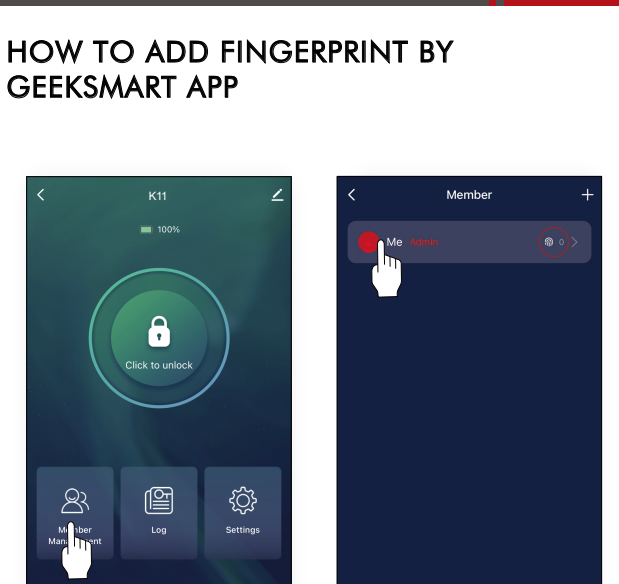 HOW TO ADD FINGERPRINT BY
GEEKSMART APP
K11
100%
Click to unlock
Member
Management
Log
Settings
Member
Me Admin
0